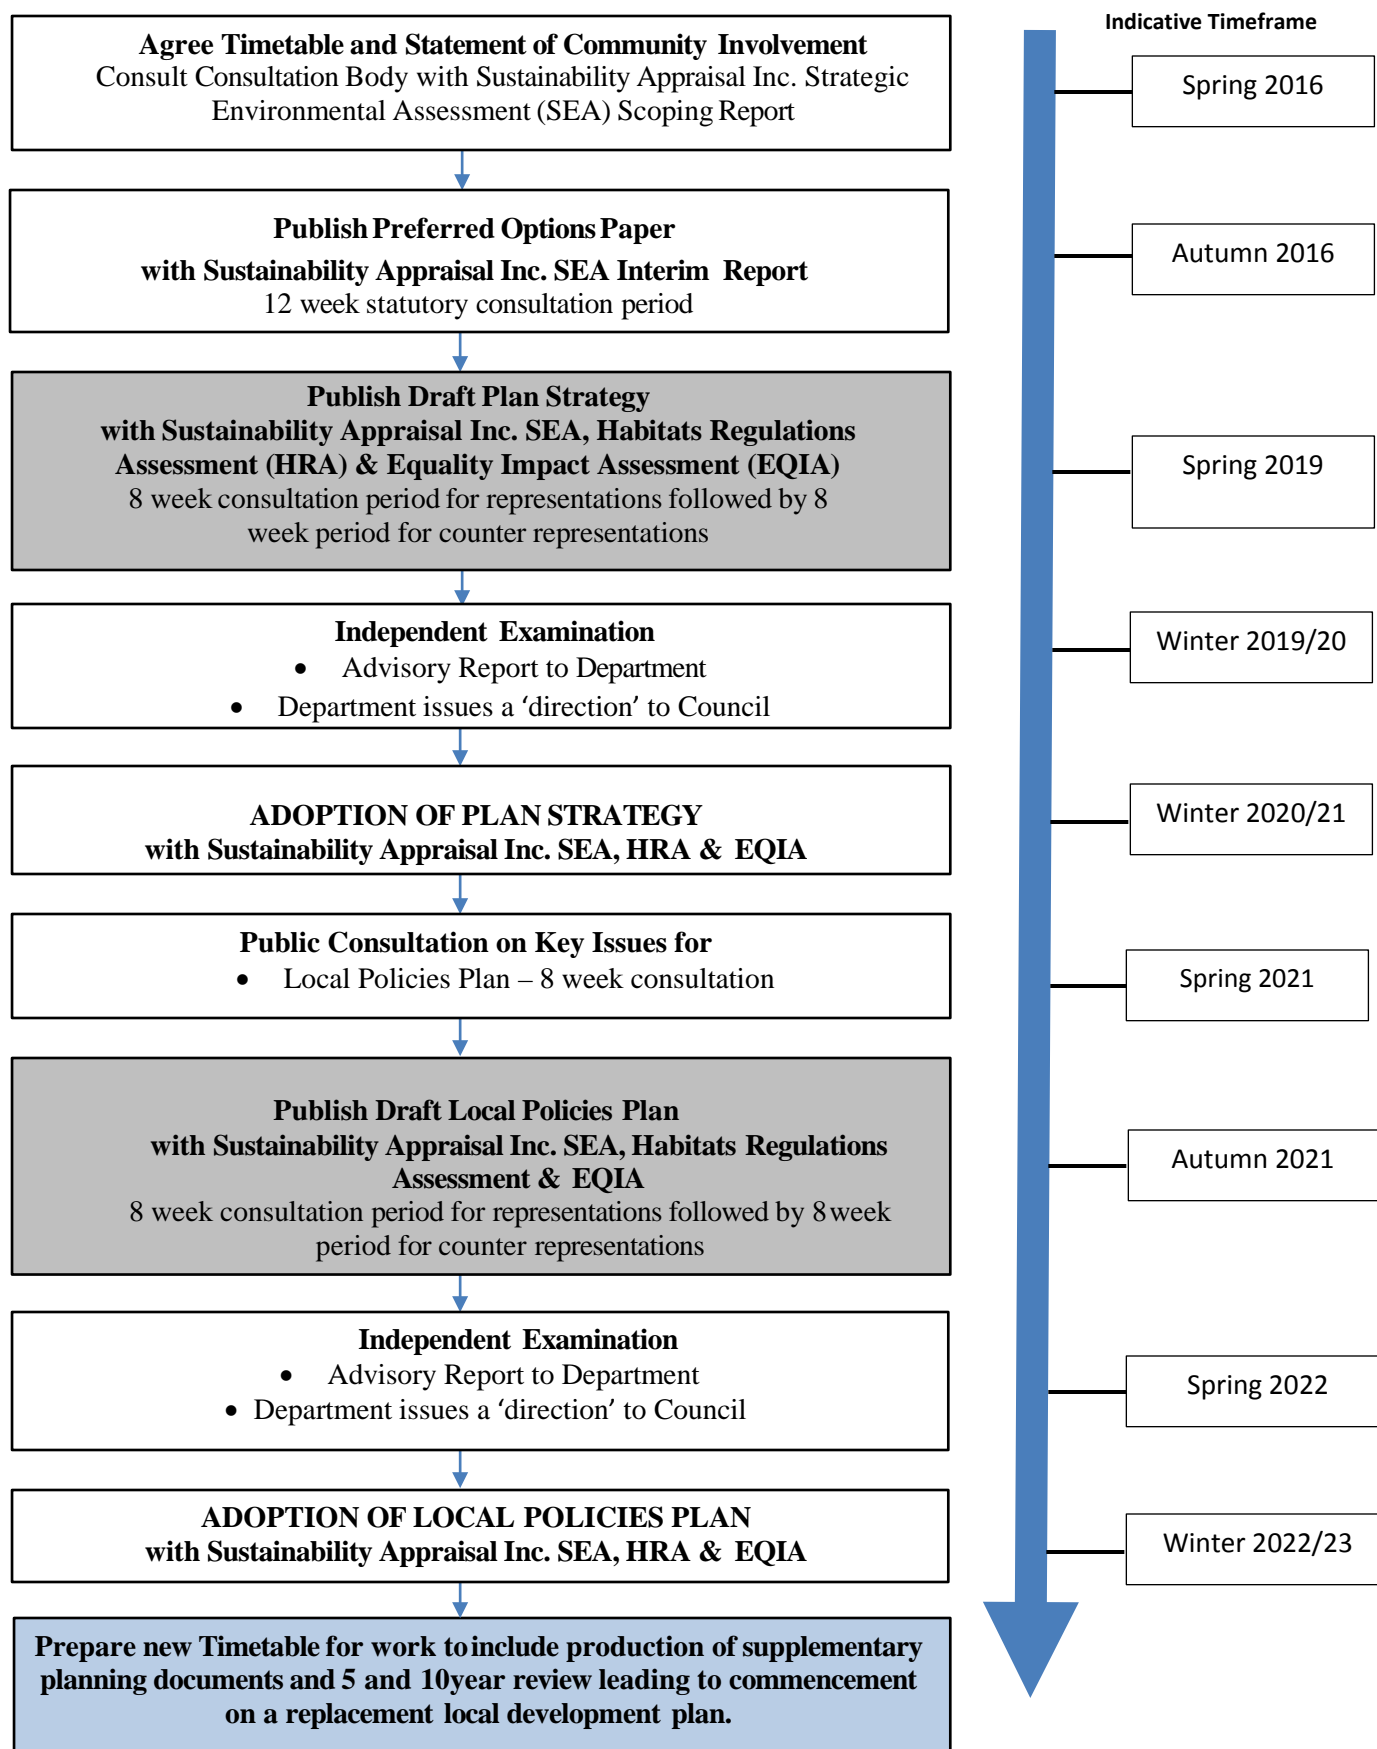 Indicative Timeframe
Agree Timetable and Statement of Community Involvement
Consult Consultation Body with Sustainability Appraisal Inc. Strategic
Environmental Assessment (SEA) Scoping Report
Spring 2016
Publish Preferred Options Paper
with Sustainability Appraisal Inc. SEA Interim Report
12 week statutory consultation period
Autumn 2016
Publish Draft Plan Strategy
with Sustainability Appraisal Inc. SEA, Habitats Regulations
Assessment (HRA) & Equality Impact Assessment (EQIA)
8 week consultation period for representations followed by 8
week period for counter representations
Spring 2019
Independent Examination
• Advisory Report to Department
• Department issues a ‘direction’ to Council
Winter 2019/20
ADOPTION OF PLAN STRATEGY
with Sustainability Appraisal Inc. SEA, HRA & EQIA
Winter 2020/21
Public Consultation on Key Issues for
• Local Policies Plan – 8 week consultation
Spring 2021
Publish Draft Local Policies Plan
with Sustainability Appraisal Inc. SEA, Habitats Regulations
Assessment & EQIA
8 week consultation period for representations followed by 8 week
period for counter representations
Autumn 2021
Independent Examination
• Advisory Report to Department
• Department issues a ‘direction’ to Council
Spring 2022
ADOPTION OF LOCAL POLICIES PLAN
with Sustainability Appraisal Inc. SEA, HRA & EQIA
Winter 2022/23
Prepare new Timetable for work to include production of supplementary
planning documents and 5 and 10year review leading to commencement
on a replacement local development plan.